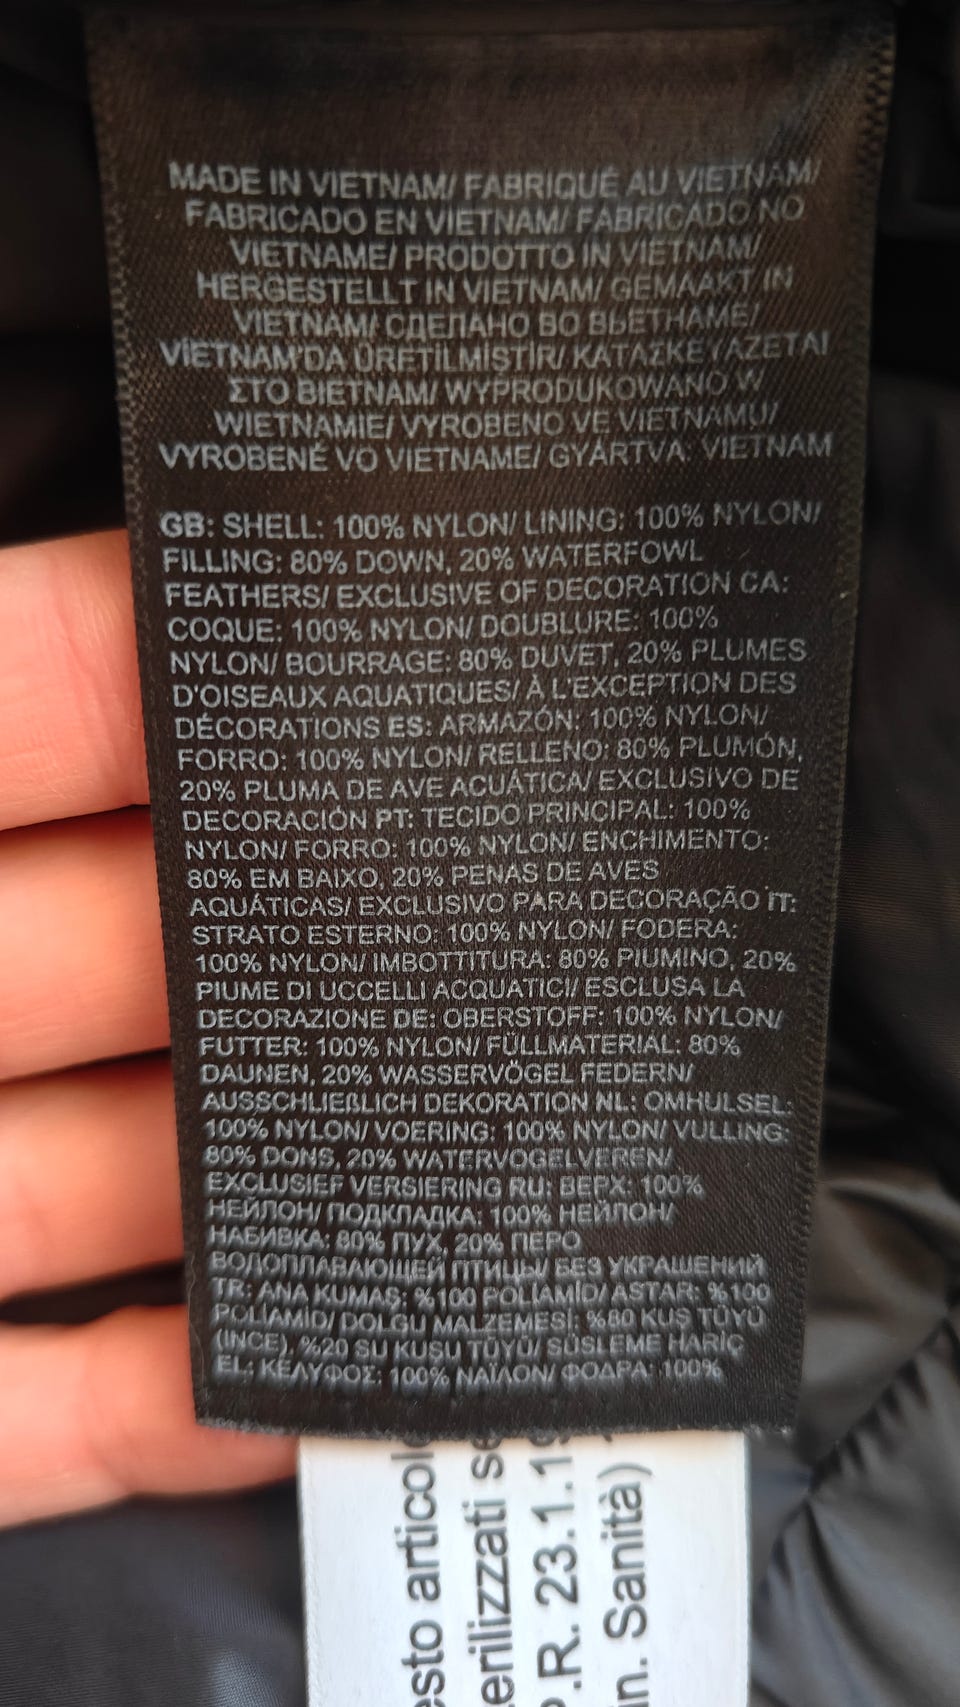 MADE IN VIETNAM/ FABRIQUÉ AU VIETNAM/
FABRICADO EN VIETNAM/ FABRICADO NO
VIETNAME/ PRODOTTO IN VIETNAM/
HERGESTELLT IN VIETNAM/ GEMAAKT IN
VIETNAM/ СДЕЛАНО ВО ВЬЕТНАМЕ/
VİETNAM'DA ÜRETİLMİŞTİR/ ΚΑΤΑΣΚΕΥΑΖΕΤΑΙ
ΣΤΟ ΒΙΕΤΝΑΜ/ WYPRODUKOWANO W
WIETNAMIE/ VYROBENO VE VIETNAMU/
VYROBENÉ VO VIETNAME/ GYÁRTVA: VIETNAM
GB: SHELL: 100% NYLON/ LINING: 100% NYLON/
FILLING: 80% DOWN, 20% WATERFOWL
FEATHERS/ EXCLUSIVE OF DECORATION CA:
COQUE: 100% NYLON/ DOUBLURE: 100%
NYLON/ BOURRAGE: 80% DUVET, 20% PLUMES
D'OISEAUX AQUATIQUES/ À L'EXCEPTION DES
DÉCORATIONS ES: ARMAZÓN: 100% NYLON/
FORRO: 100% NYLON/ RELLENO: 80% PLUMÓN,
20% PLUMA DE AVE ACUÁTICA/ EXCLUSIVO DE
DECORACIÓN PT: TECIDO PRINCIPAL: 100%
NYLON/ FORRO: 100% NYLON/ ENCHIMENTO:
80% EM BAIXO, 20% PENAS DE AVES
AQUÁTICAS/ EXCLUSIVO PARA DECORAÇÃO IT:
STRATO ESTERNO: 100% NYLON/ FODERA:
100% NYLON/ IMBOTTITURA: 80% PIUMINO, 20%
PIUME DI UCCELLI ACQUATICI/ ESCLUSA LA
DECORAZIONE DE: OBERSTOFF: 100% NYLON/
FUTTER: 100% NYLON/ FÜLLMATERIAL: 80%
DAUNEN, 20% WASSERVÖGEL FEDERN/
AUSSCHLIEßLICH DEKORATION NL: OMHULSEL:
100% NYLON/ VOERING: 100% NYLON/ VULLING:
80% DONS, 20% WATERVOGELVEREN/
EXCLUSIEF VERSIERING RU: ВЕРХ: 100%
НЕЙЛОН/ ПОДКЛАДКА: 100% НЕЙЛОН/
НАБИВКА: 80% ПУХ, 20% ПЕРО
ВОДОПЛАВАЮЩЕЙ ПТИЦЫ/ БЕЗ УКРАШЕНИЙ
TR: ANA KUMAŞ: %100 POLİAMİD/ ASTAR: %100
POLİAMİD/ DOLGU MALZEMESİ: %80 KUŞ TÜYÜ
(İNCE), %20 SU KUŞU TÜYÜ/ SÜSLEME HARİÇ
EL: ΚΕΛΥΦΟΣ: 100% ΝΑΪΛΟΝ/ ΦΟΔΡΑ: 100%
esto articol
erilizzati se
P.R. 23.1.19
in. Sanità)